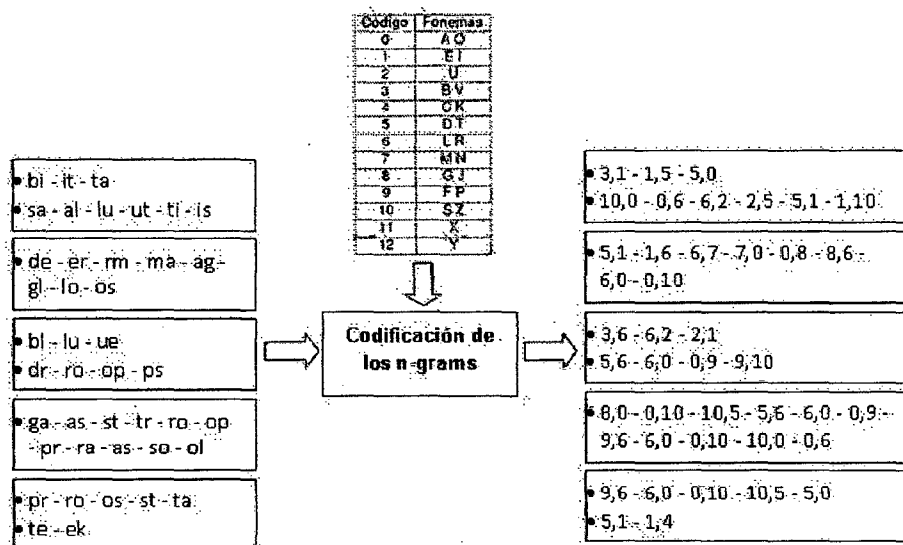 Código Fonemas
0 A O
1 E I
2 U
3 B V
4 C K
5 D T
6 L R
7 M N
8 G J
9 F P
10 S Z
11 X
12 Y
• bi - it - ta
• sa - al - lu - ut - ti - is
• de - er - rm - ma - ag -
gl - lo - os
• bl - lu - ue
• dr - ro - op - ps
• ga - as - st - tr - ro - op
- pr - ra - as - so - ol
• pr - ro - os - st - ta
• te - ek
Codificación de
los n-grams
• 3,1 - 1,5 - 5,0
• 10,0 - 0,6 - 6,2 - 2,5 - 5,1 - 1,10
• 5,1 - 1,6 - 6,7 - 7,0 - 0,8 - 8,6 -
6,0 - 0,10
• 3,6 - 6,2 - 2,1
• 5,6 - 6,0 - 0,9 - 9,10
• 8,0 - 0,10 - 10,5 - 5,6 - 6,0 - 0,9 -
9,6 - 6,0 - 0,10 - 10,0 - 0,6
• 9,6 - 6,0 - 0,10 - 10,5 - 5,0
• 5,1 - 1,4